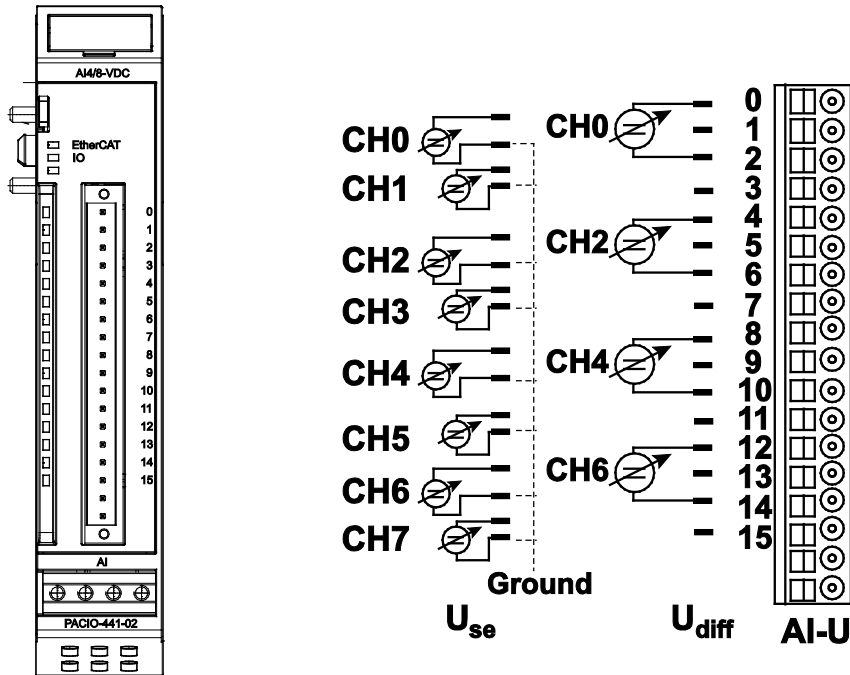 AI4/8-VDC
EtherCAT
IO
0
1
2
3
4
5
6
7
8
9
10
11
12
13
14
15
AI
PACIO-441-02
CH0
CH1
CH2
CH3
CH4
CH5
CH6
CH7
Ground
Use
CH0
CH2
CH4
CH6
Udiff
0
1
2
3
4
5
6
7
8
9
10
11
12
13
14
15
AI-U